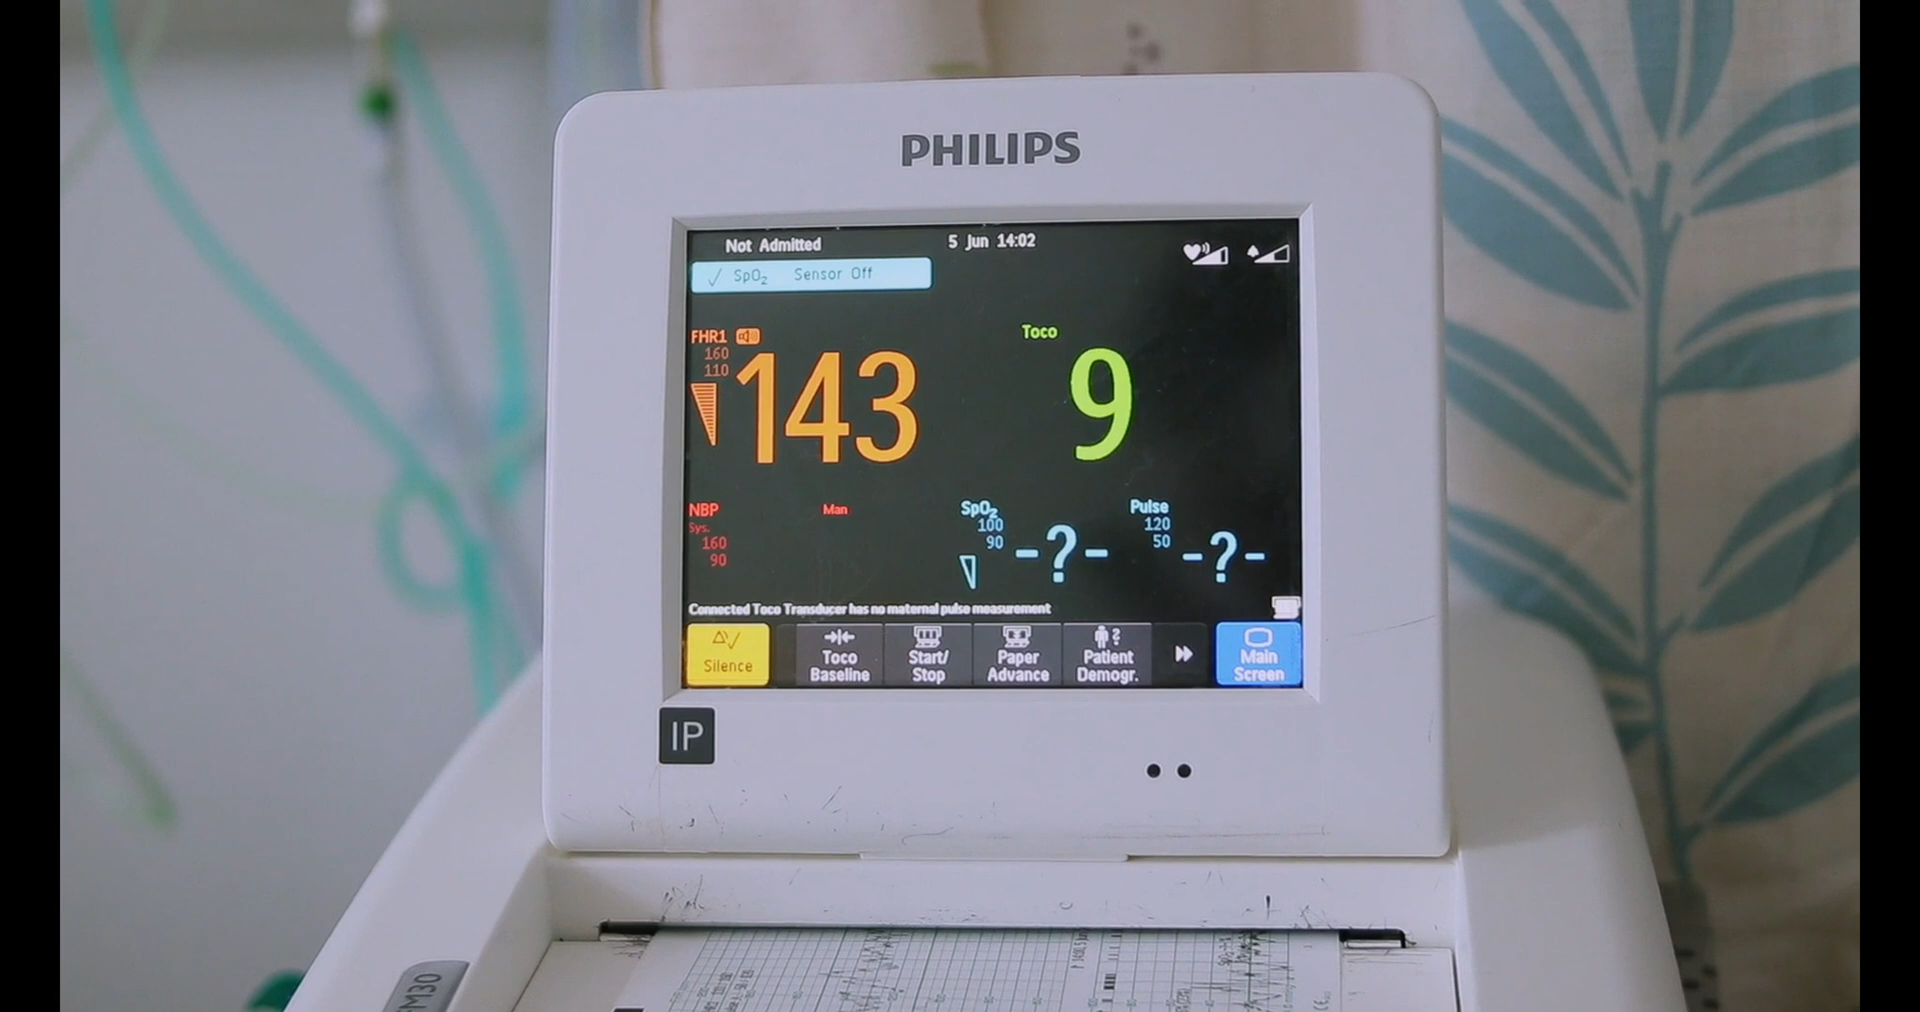 PHILIPS
Not Admitted
5 Jun 14:02
✓ SpO₂ Sensor Off
FHR1
160
110
143
Toco
9
NBP
Man
Sys.
160
90
SpO₂
100
90
-?-
Pulse
120
50
-?-
Connected Toco Transducer has no maternal pulse measurement
Silence
Toco
Baseline
Start/
Stop
Paper
Advance
Patient
Demogr.
Main
Screen
IP
M30